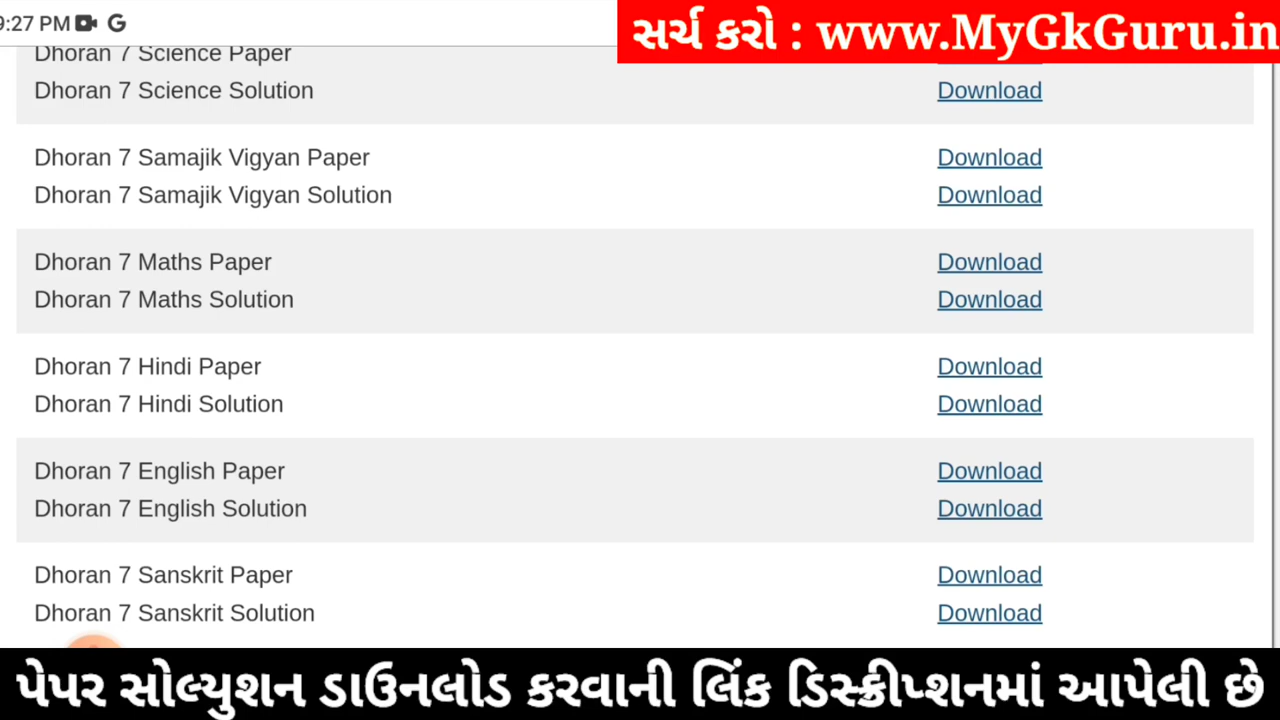 9:27 PM G
સર્ચ કરો : www.MyGkGuru.in
Dhoran 7 Science Paper
Dhoran 7 Science Solution Download
Dhoran 7 Samajik Vigyan Paper Download
Dhoran 7 Samajik Vigyan Solution Download
Dhoran 7 Maths Paper Download
Dhoran 7 Maths Solution Download
Dhoran 7 Hindi Paper Download
Dhoran 7 Hindi Solution Download
Dhoran 7 English Paper Download
Dhoran 7 English Solution Download
Dhoran 7 Sanskrit Paper Download
Dhoran 7 Sanskrit Solution Download
પેપર સોલ્યુશન ડાઉનલોડ કરવાની લિંક ડિસ્ક્રીપ્શનમાં આપેલી છે